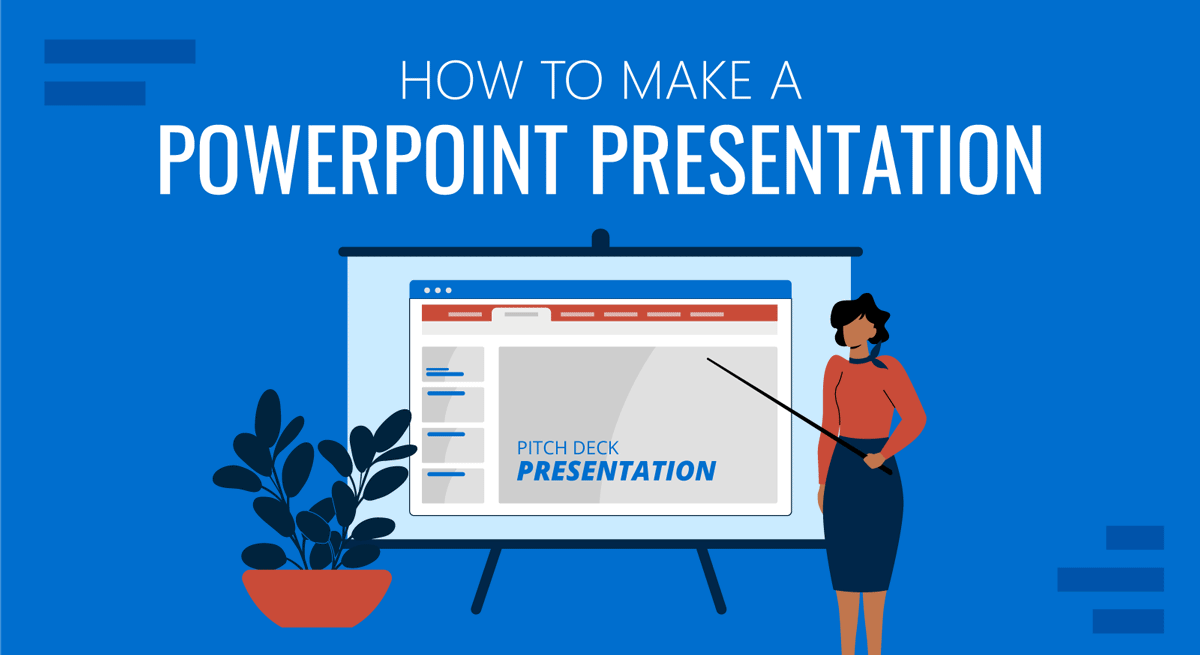 HOW TO MAKE A
POWERPOINT PRESENTATION
PITCH DECK
PRESENTATION